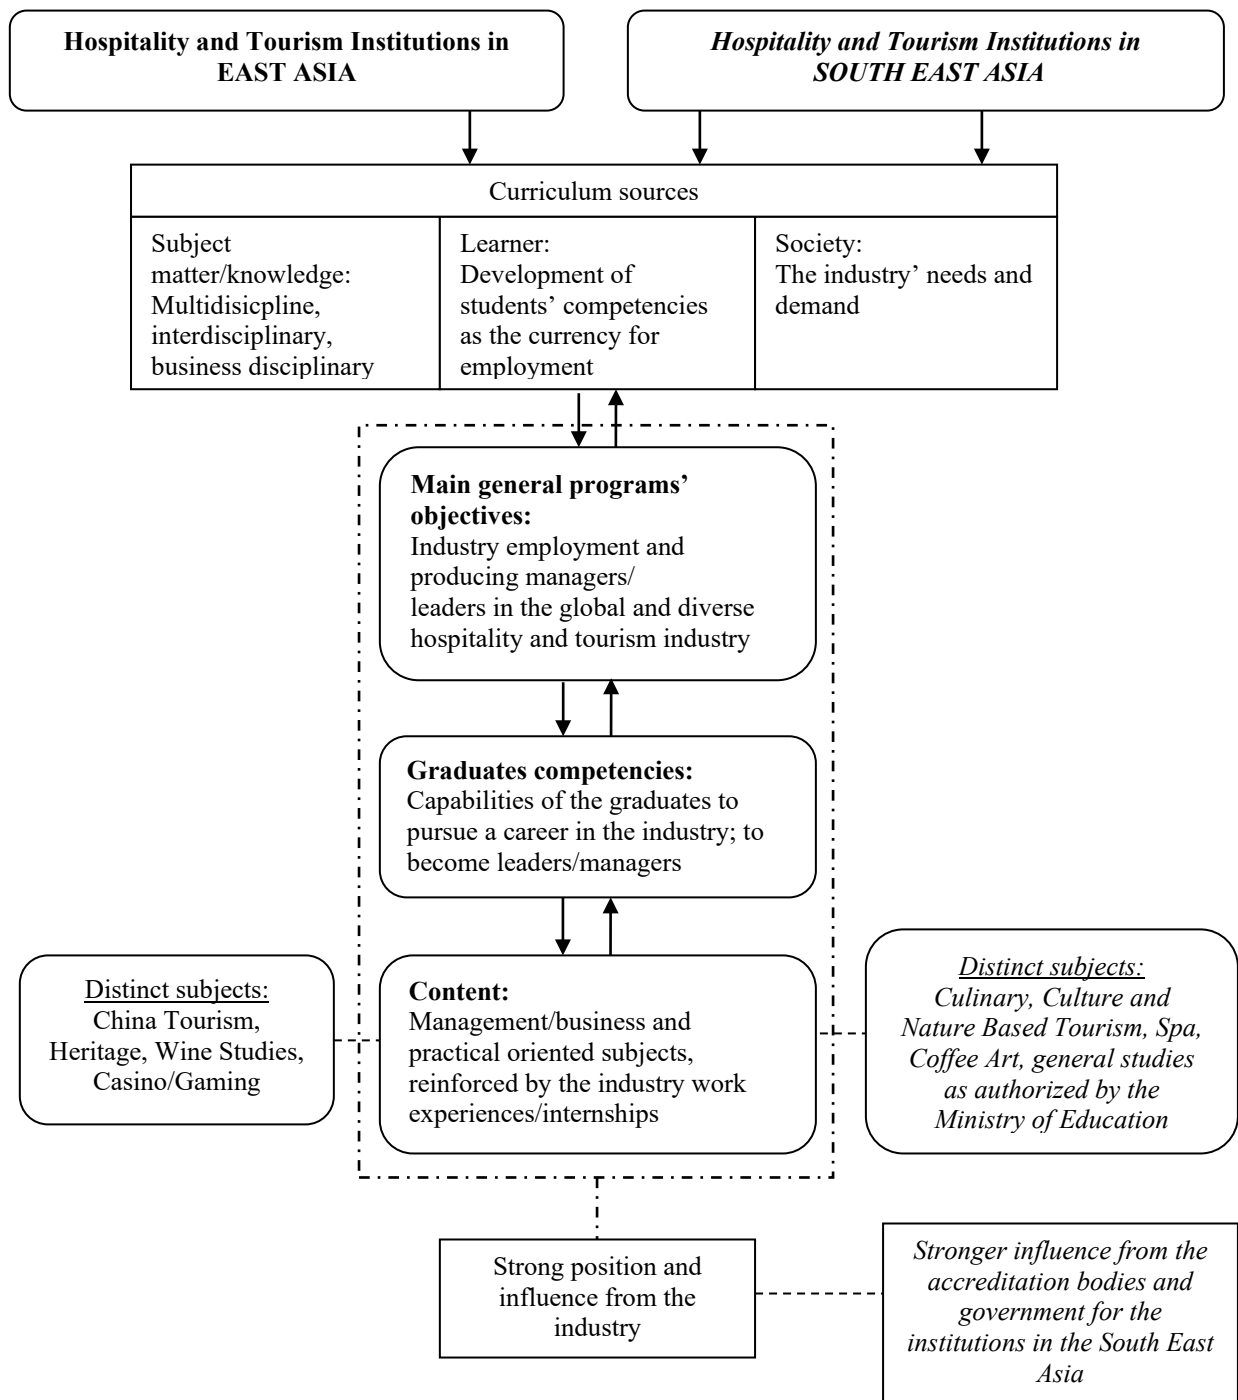 Hospitality and Tourism Institutions in
EAST ASIA
Hospitality and Tourism Institutions in
SOUTH EAST ASIA
Curriculum sources
Subject
matter/knowledge:
Multidisicpline,
interdisciplinary,
business disciplinary
Learner:
Development of
students’ competencies
as the currency for
employment
Society:
The industry’ needs and
demand
Main general programs’
objectives:
Industry employment and
producing managers/
leaders in the global and diverse
hospitality and tourism industry
Graduates competencies:
Capabilities of the graduates to
pursue a career in the industry; to
become leaders/managers
Distinct subjects:
China Tourism,
Heritage, Wine Studies,
Casino/Gaming
Content:
Management/business and
practical oriented subjects,
reinforced by the industry work
experiences/internships
Distinct subjects:
Culinary, Culture and
Nature Based Tourism, Spa,
Coffee Art, general studies
as authorized by the
Ministry of Education
Strong position and
influence from the
industry
Stronger influence from the
accreditation bodies and
government for the
institutions in the South East
Asia